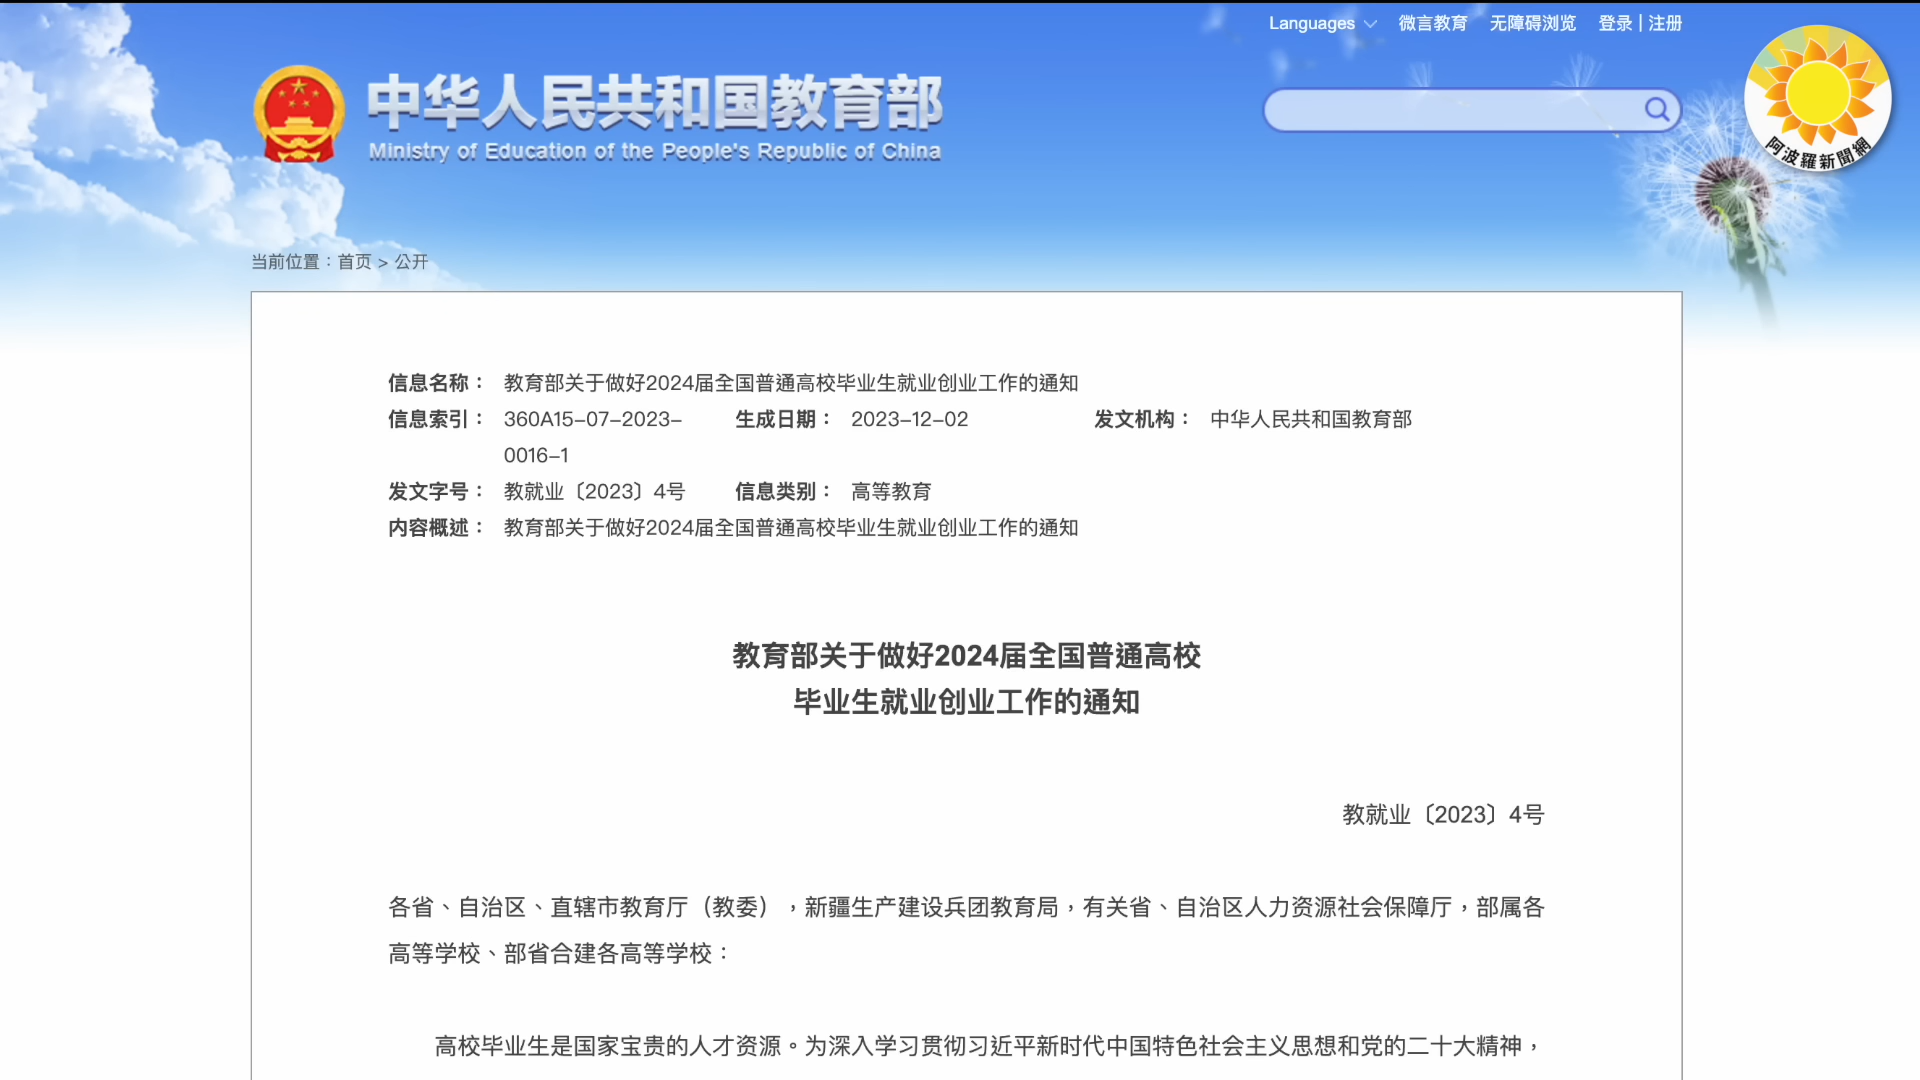 Languages 微言教育 无障碍浏览 登录 | 注册
中华人民共和国教育部
Ministry of Education of the People's Republic of China
阿波羅新聞網
当前位置：首页 > 公开
信息名称： 教育部关于做好2024届全国普通高校毕业生就业创业工作的通知
信息索引： 360A15-07-2023- 生成日期： 2023-12-02 发文机构： 中华人民共和国教育部
0016-1
发文字号： 教就业〔2023〕4号 信息类别： 高等教育
内容概述： 教育部关于做好2024届全国普通高校毕业生就业创业工作的通知
教育部关于做好2024届全国普通高校
毕业生就业创业工作的通知
教就业〔2023〕4号
各省、自治区、直辖市教育厅（教委），新疆生产建设兵团教育局，有关省、自治区人力资源社会保障厅，部属各
高等学校、部省合建各高等学校：
高校毕业生是国家宝贵的人才资源。为深入学习贯彻习近平新时代中国特色社会主义思想和党的二十大精神，